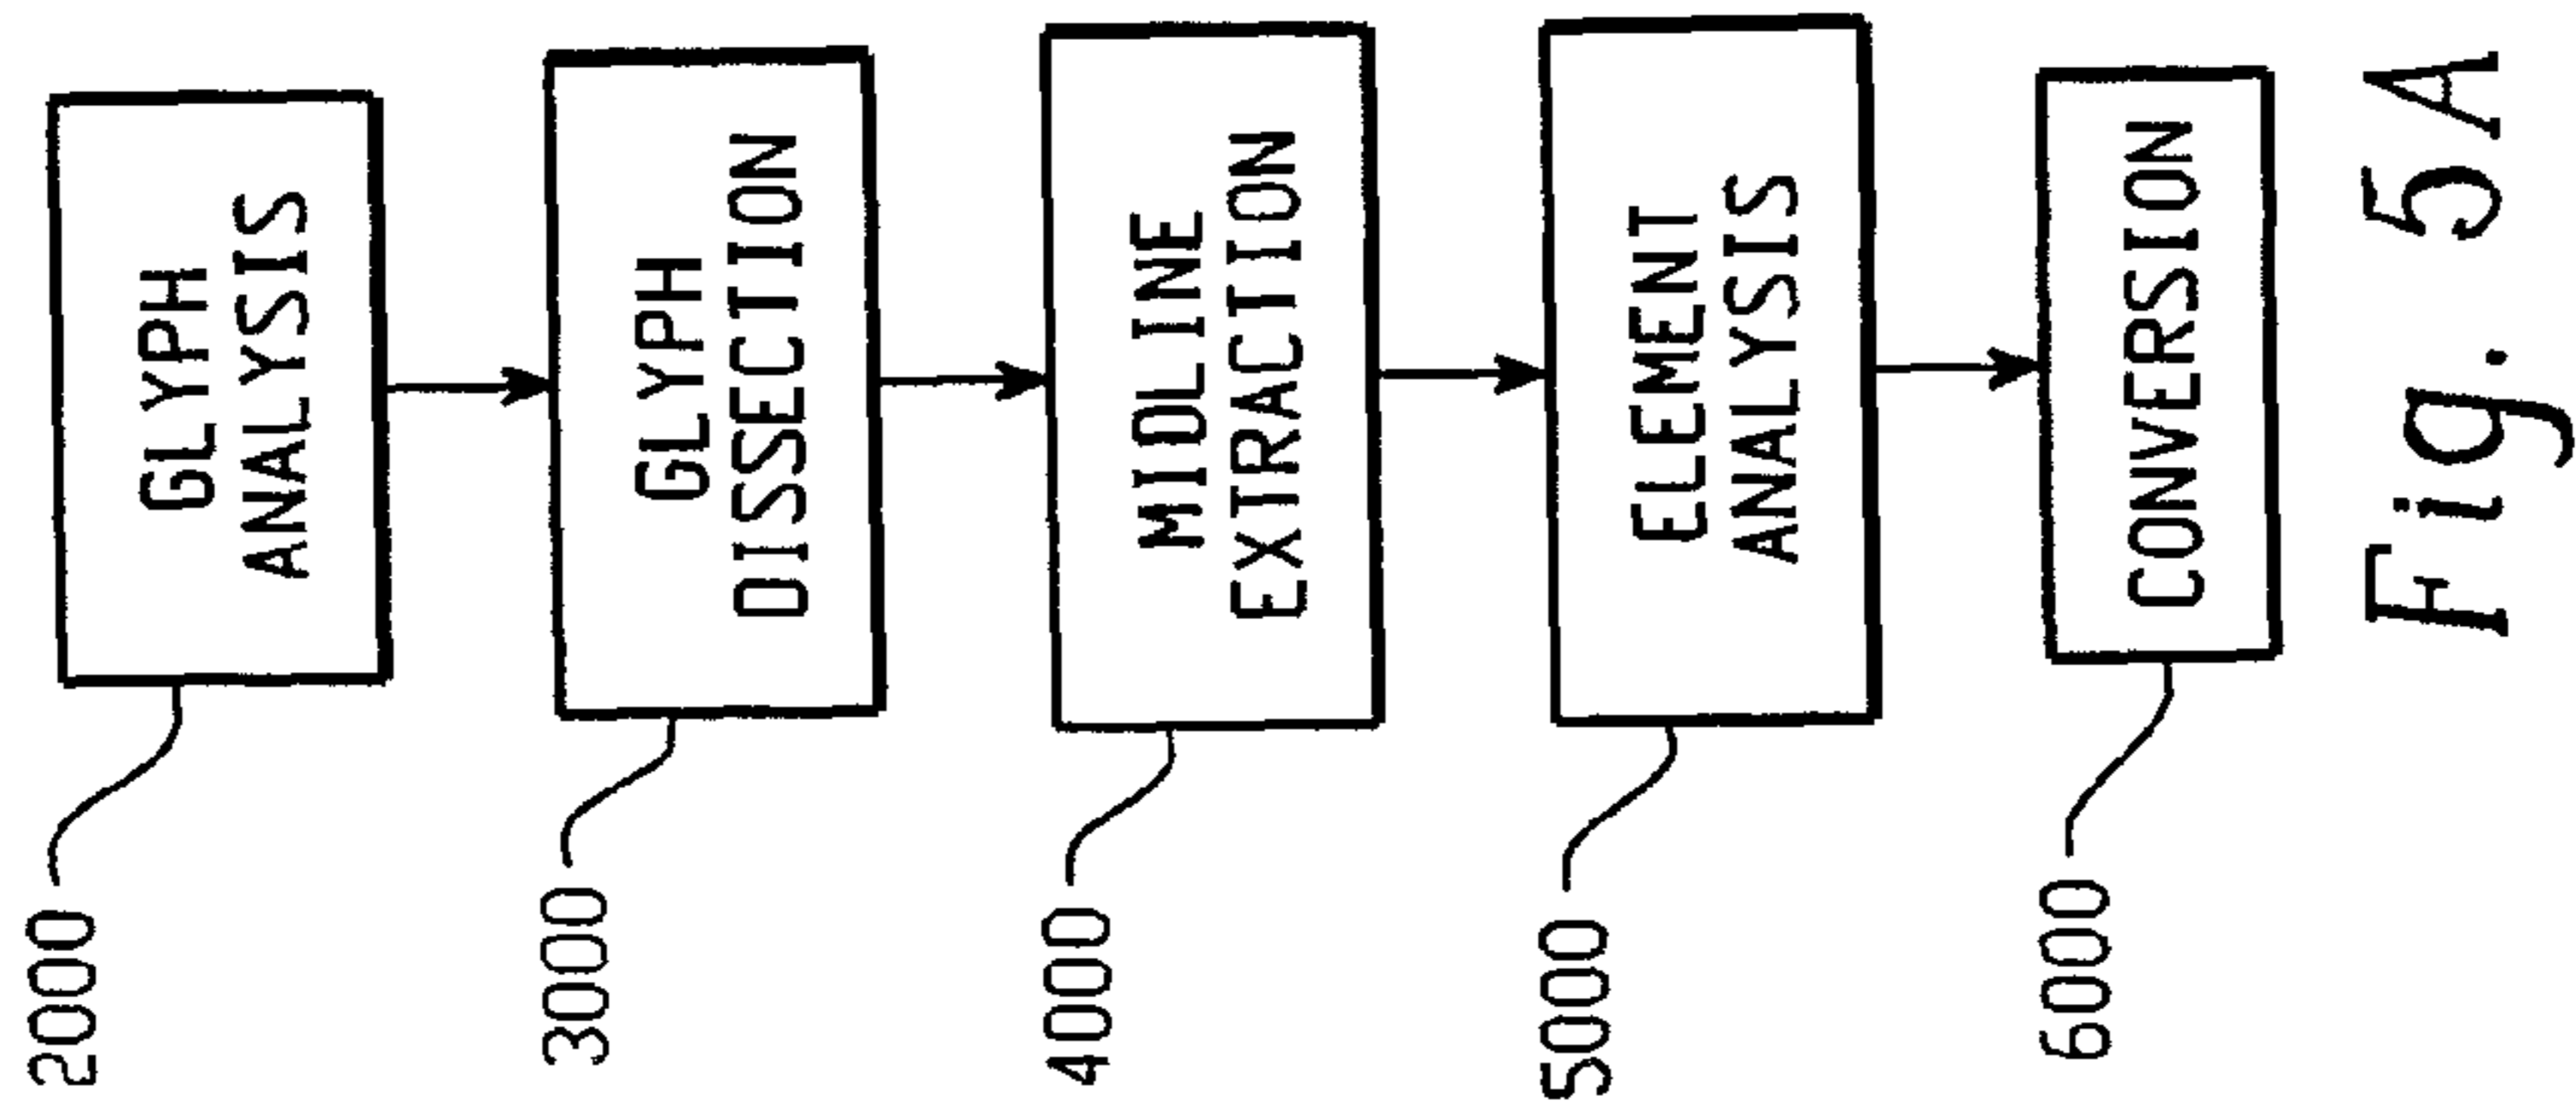 2000
GLYPH
ANALYSIS
3000
GLYPH
DISSECTION
4000
MIDLINE
EXTRACTION
5000
ELEMENT
ANALYSIS
6000
CONVERSION
Fig. 5A